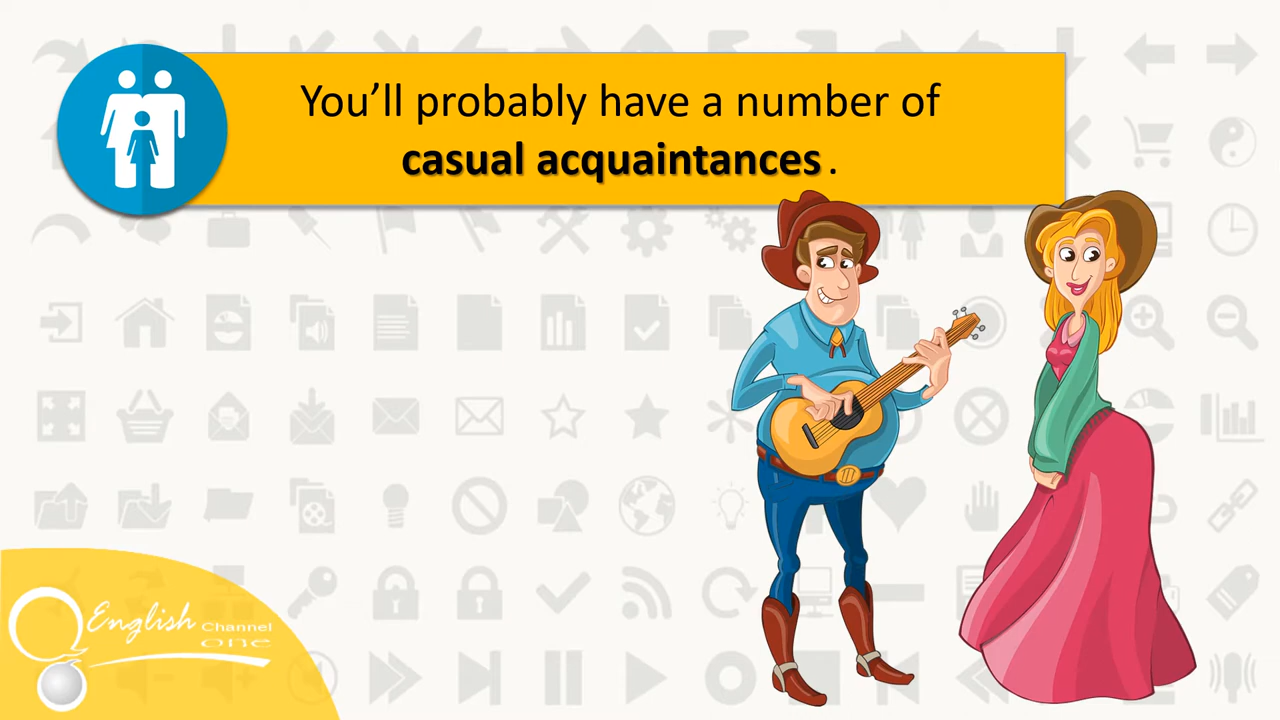 You’ll probably have a number of
casual acquaintances .
English Channel
one